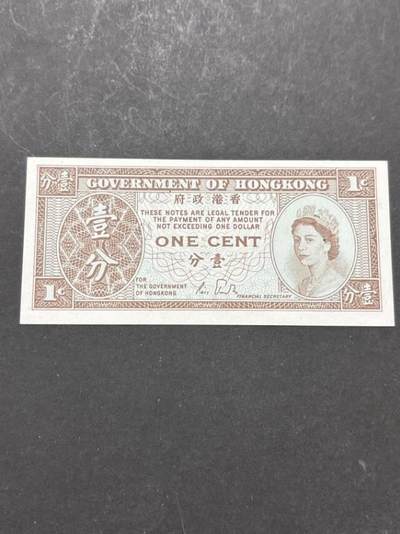 分壹 GOVERNMENT OF HONGKONG 1¢
府政港香
THESE NOTES ARE LEGAL TENDER FOR
THE PAYMENT OF ANY AMOUNT
NOT EXCEEDING ONE DOLLAR
壹分
ONE CENT
分壹
FOR
THE GOVERNMENT
OF HONGKONG
FINANCIAL SECRETARY
1¢ 分壹